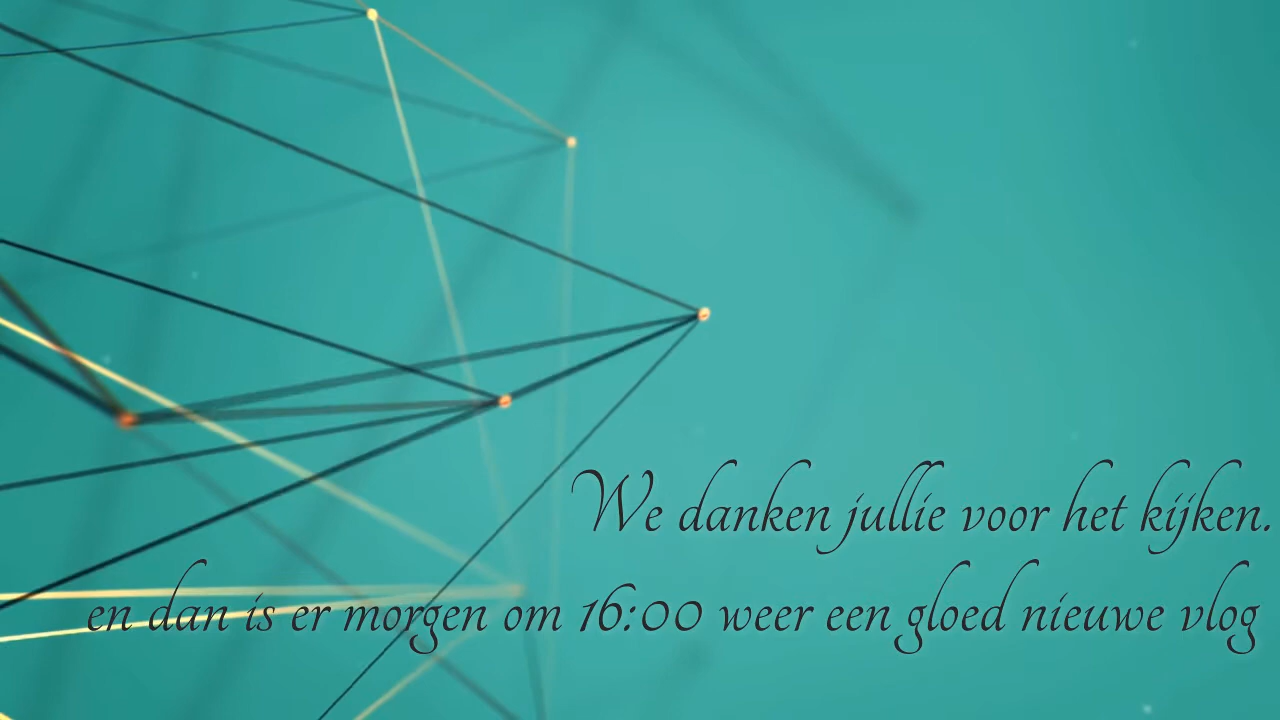 We danken jullie voor het kijken.
en dan is er morgen om 16:00 weer een gloed nieuwe vlog